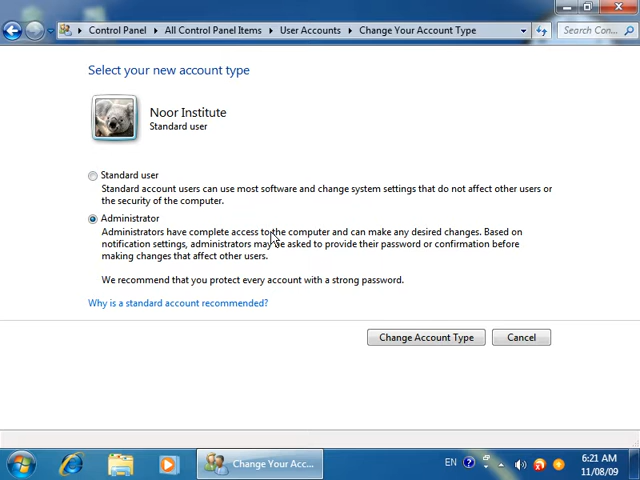 Control Panel
All Control Panel Items
User Accounts
Change Your Account Type
Search Con...
Select your new account type
Noor Institute
Standard user
Standard user
Standard account users can use most software and change system settings that do not affect other users or
the security of the computer.
Administrator
Administrators have complete access to the computer and can make any desired changes. Based on
notification settings, administrators may be asked to provide their password or confirmation before
making changes that affect other users.
We recommend that you protect every account with a strong password.
Why is a standard account recommended?
Change Account Type
Cancel
Change Your Acc...
EN
6:21 AM
11/08/09